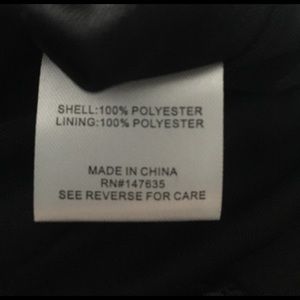 SHELL:100% POLYESTER
LINING:100% POLYESTER
MADE IN CHINA
RN#147635
SEE REVERSE FOR CARE